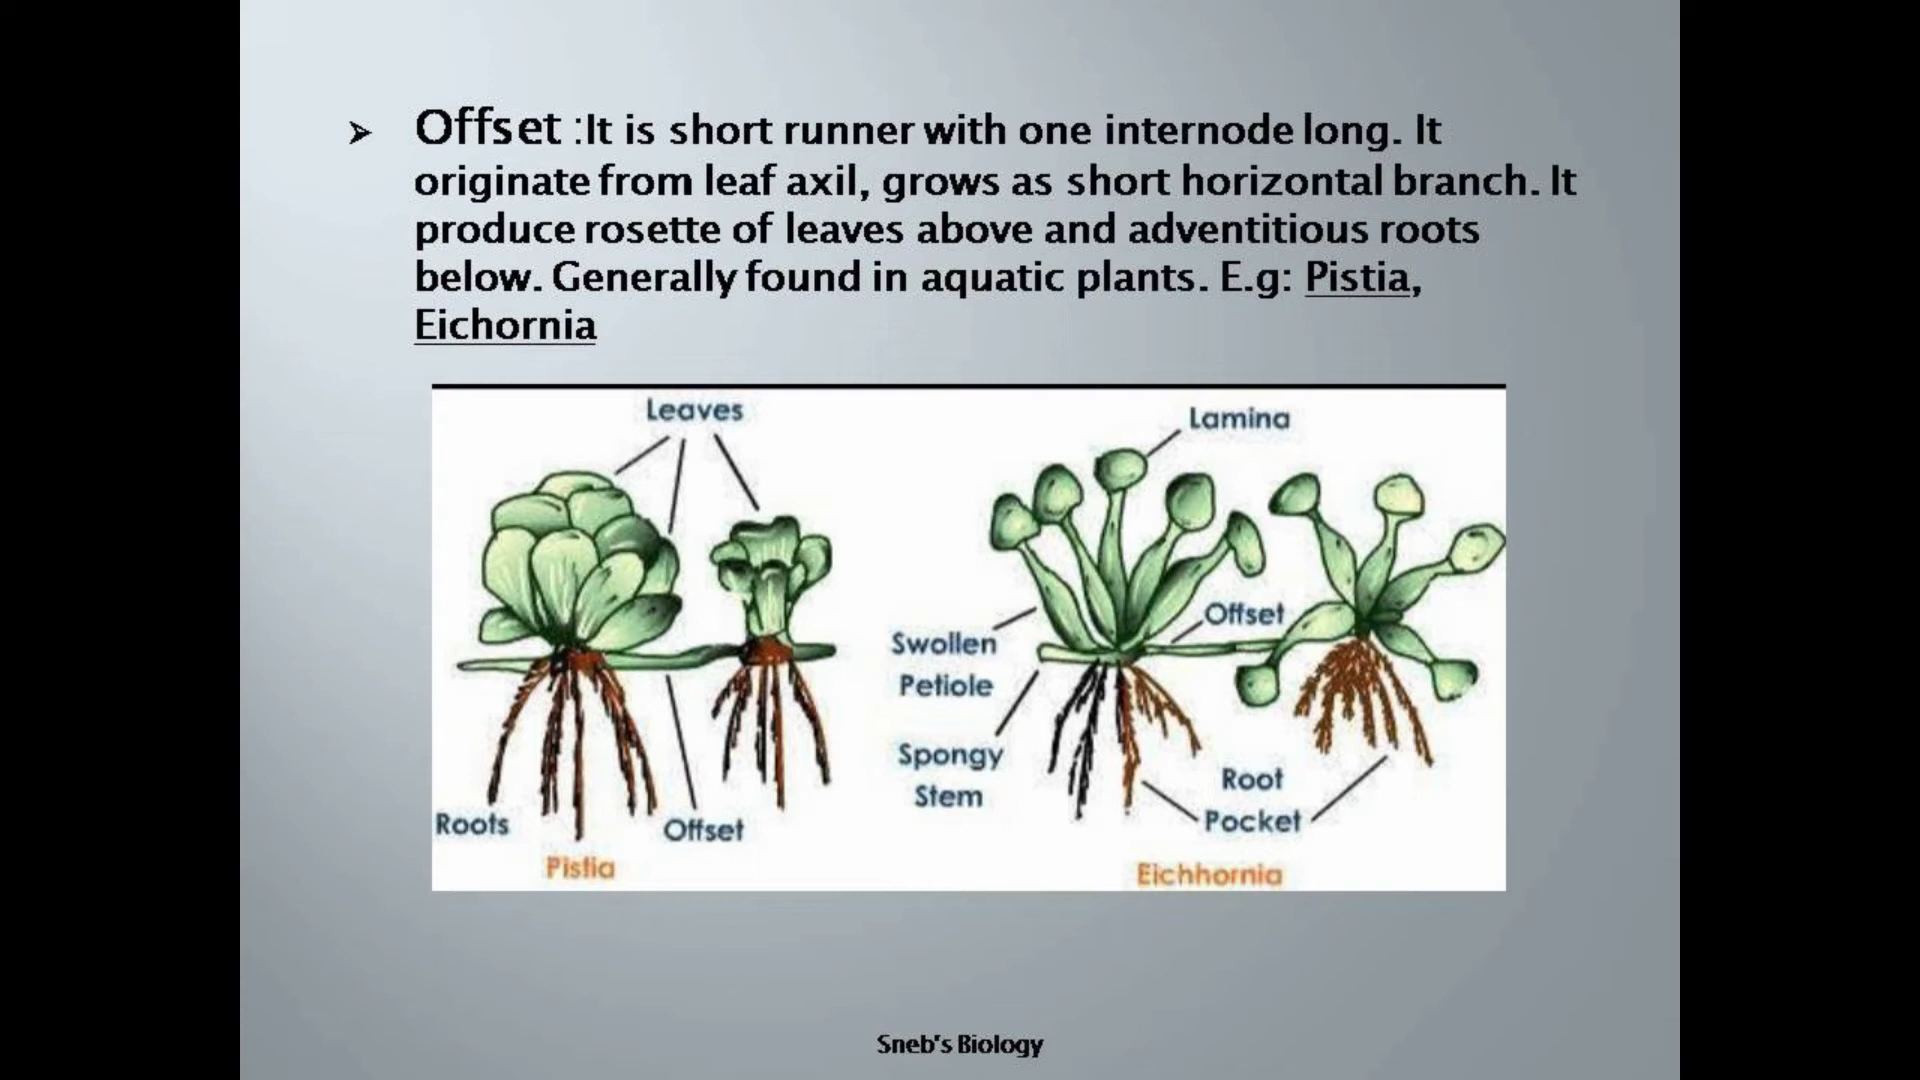 Offset :It is short runner with one internode long. It
originate from leaf axil, grows as short horizontal branch. It
produce rosette of leaves above and adventitious roots
below. Generally found in aquatic plants. E.g: Pistia,
Eichornia
Leaves
Roots
Offset
Pistia
Lamina
Offset
Swollen
Petiole
Spongy
Stem
Root
Pocket
Eichhornia
Sneb's Biology